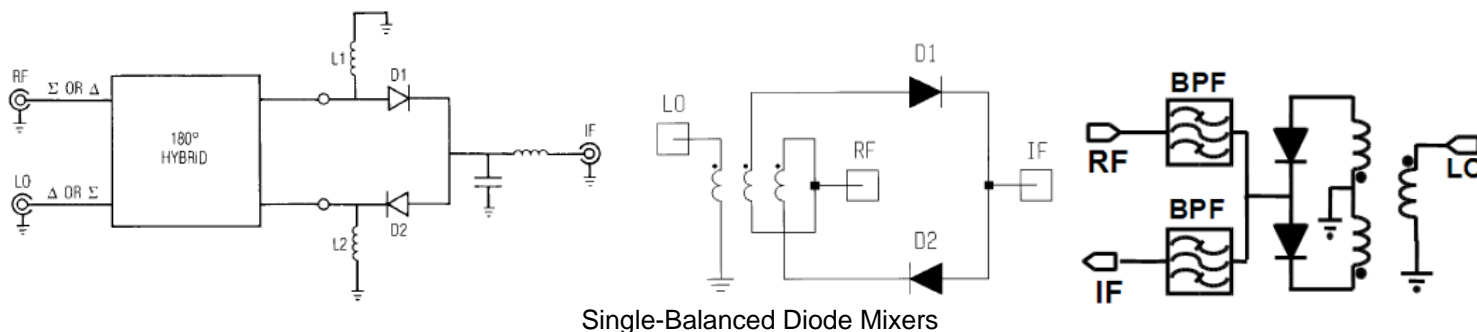 RF
Σ OR Δ
LO
Δ OR Σ
180°
HYBRID
L1
D1
D2
L2
IF
LO
RF
D1
D2
IF
BPF
RF
BPF
IF
LO
Single-Balanced Diode Mixers